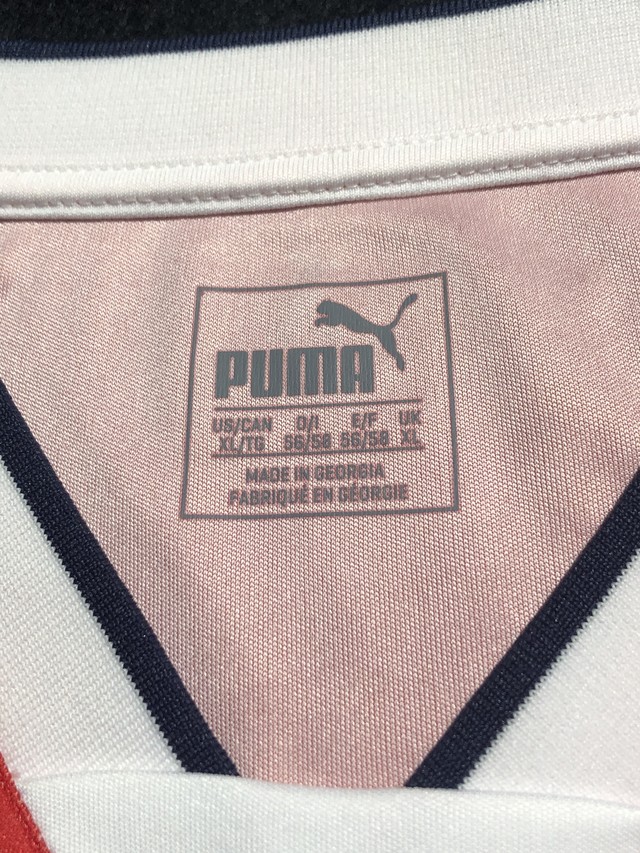 PUMA
US/CAN D/I E/F UK
XL/TG 56/58 56/58 XL
MADE IN GEORGIA
FABRIQUÉ EN GÉORGIE